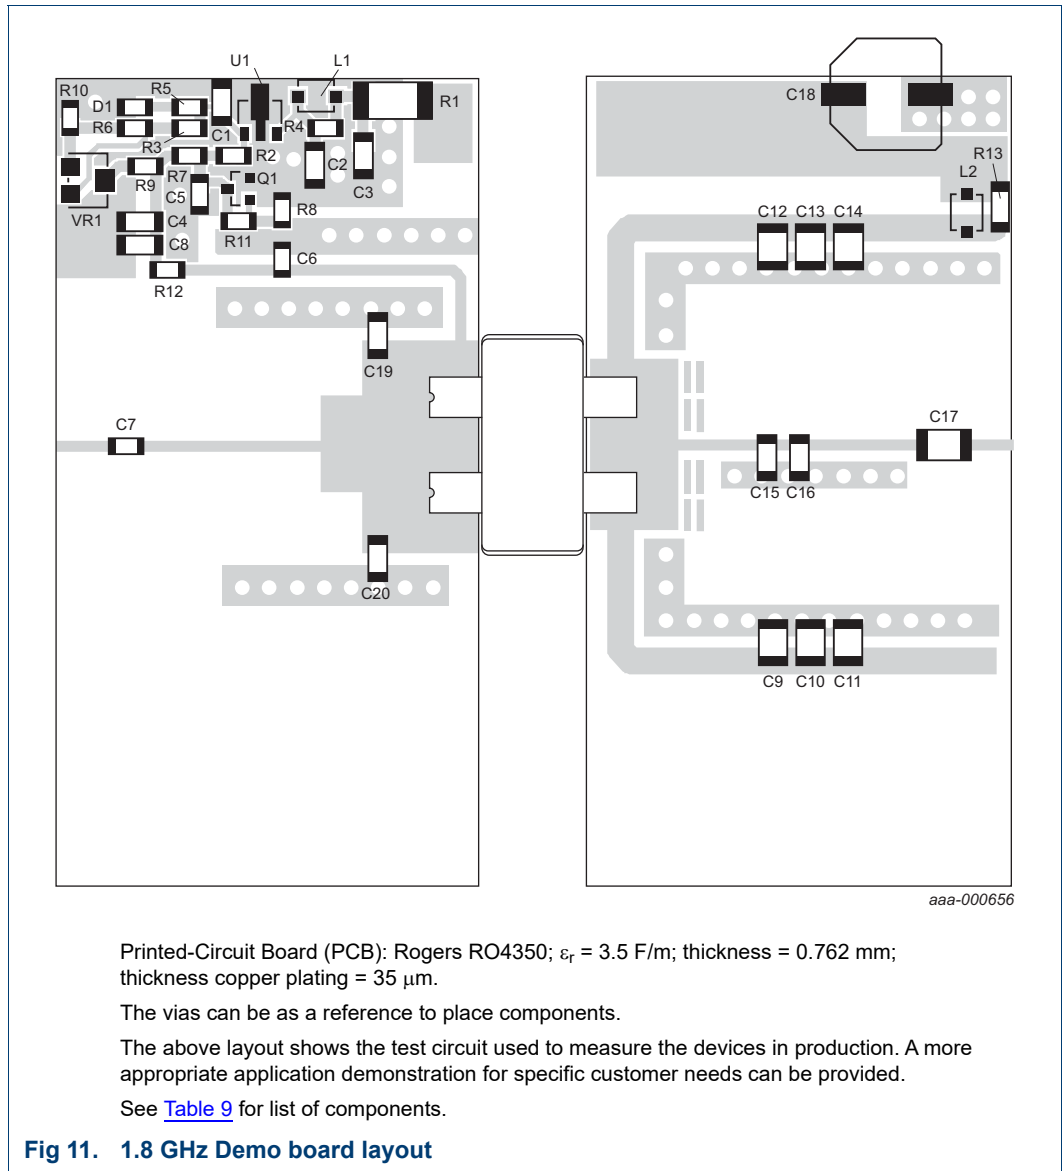 U1 L1
R10 R5 D1 R1 C18
R6 R4
R3 C1 R2 C2 C3 R13
R9 R7 Q1 L2
C5
VR1 C4 R8 C12 C13 C14
C8 R11
C6
R12
C19
C7 C17
C15 C16
C20
C9 C10 C11
aaa-000656
Printed-Circuit Board (PCB): Rogers RO4350; εr = 3.5 F/m; thickness = 0.762 mm;
thickness copper plating = 35 μm.
The vias can be as a reference to place components.
The above layout shows the test circuit used to measure the devices in production. A more
appropriate application demonstration for specific customer needs can be provided.
See Table 9 for list of components.
Fig 11. 1.8 GHz Demo board layout